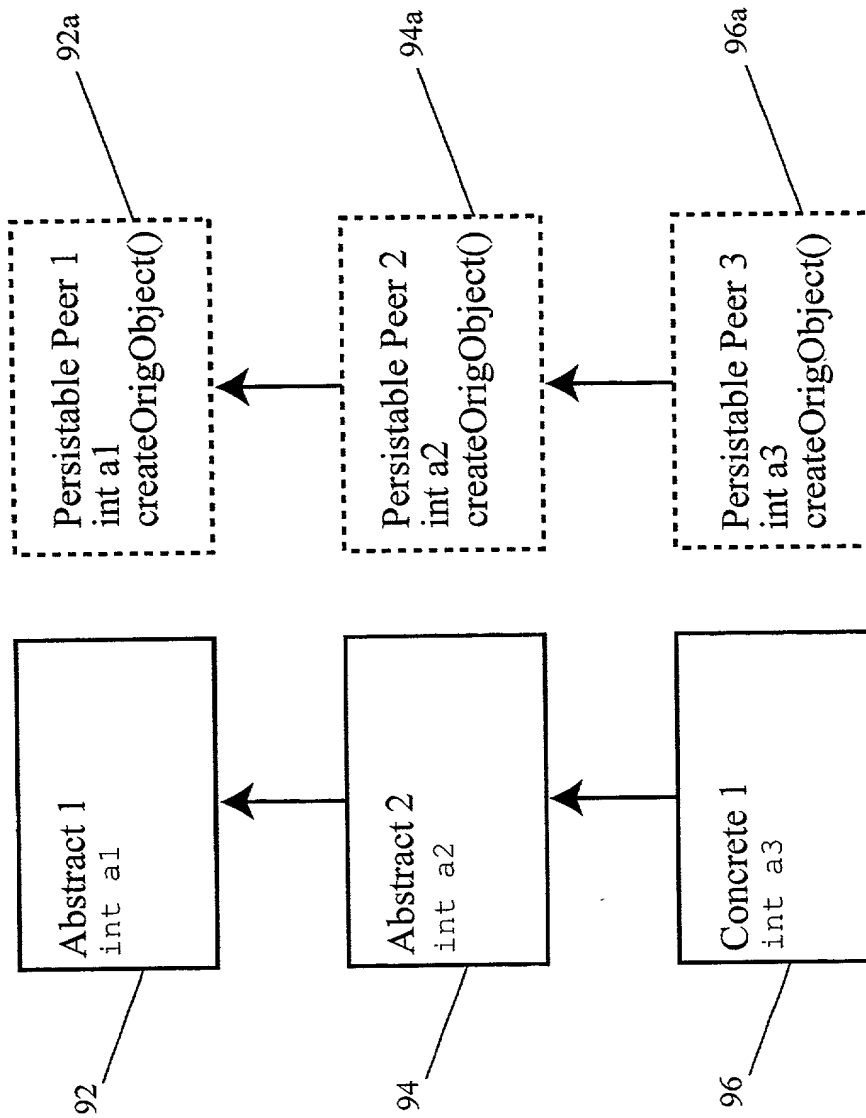 92
Abstract 1
int a1
Persistable Peer 1
int a1
createOrigObject()
92a
94
Abstract 2
int a2
Persistable Peer 2
int a2
createOrigObject()
94a
96
Concrete 1
int a3
Persistable Peer 3
int a3
createOrigObject()
96a